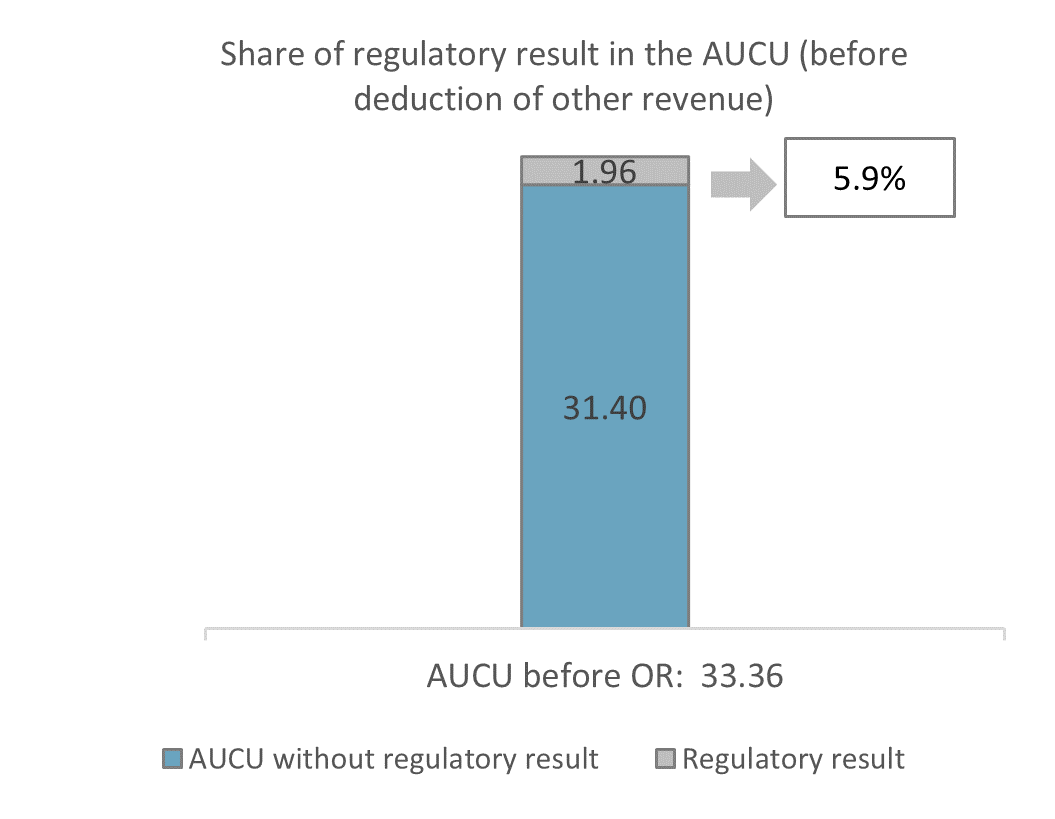 Share of regulatory result in the AUCU (before
deduction of other revenue)
1.96
5.9%
31.40
AUCU before OR: 33.36
AUCU without regulatory result
Regulatory result